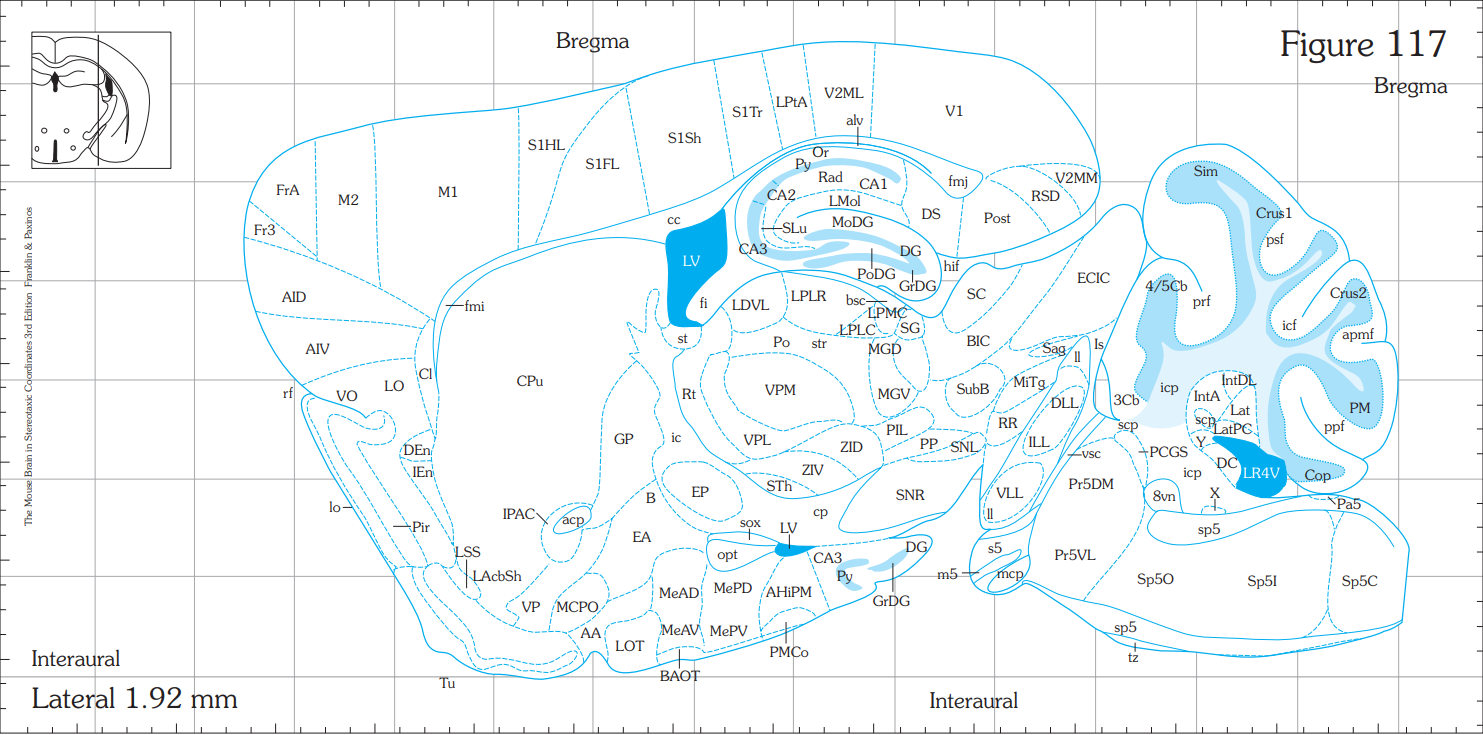 Bregma
Figure 117
Bregma
V2ML
LPtA
S1Tr
V1
alv
S1Sh
S1HL
S1FL
Or
Py
Rad
CA1
fmj
V2MM
Sim
FrA
M2
M1
CA2
LMol
RSD
Fr3
cc
SLu
MoDG
DS
Post
Crus1
psf
LV
CA3
DG
PoDG
GrDG
hif
ECIC
AID
fmi
fi
LDVL
LPLR
bsc
LPMC
SC
4/5Cb
prf
Crus2
icf
apmf
st
Po
str
LPLC
SG
MGD
BIC
Sag
ll
Is
AIV
rf
VO
LO
Cl
CPu
Rt
VPM
MGV
SubB
MiTg
DLL
3Cb
icp
IntDL
IntA
Lat
PM
scp
scp
LatPC
ppf
DEn
IEn
GP
ic
VPL
ZID
PIL
PP
SNL
RR
ILL
vsc
PCGS
Y
icp
DC
LR4V
Cop
ZIV
STh
EP
B
SNR
VLL
ll
Pr5DM
8vn
X
Pa5
lo
Pir
IPAC
acp
EA
sox
LV
cp
sp5
LSS
LAcbSh
opt
CA3
Py
DG
GrDG
s5
m5
mcp
Pr5VL
Sp5O
Sp5I
Sp5C
VP
MCPO
MeAD
MePD
AHiPM
AA
LOT
MeAV
MePV
PMCo
BAOT
sp5
tz
Tu
The Mouse Brain in Stereotaxic Coordinates 3rd Edition Franklin & Paxinos
Interaural
Lateral 1.92 mm
Interaural